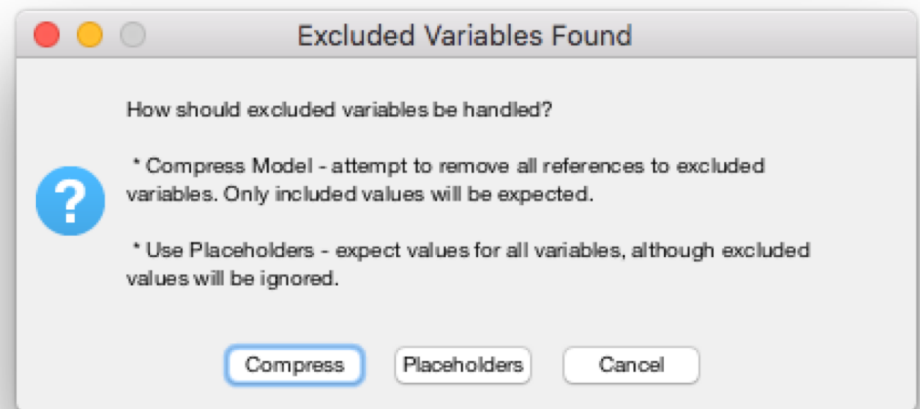 Excluded Variables Found
How should excluded variables be handled?
* Compress Model - attempt to remove all references to excluded
variables. Only included values will be expected.
* Use Placeholders - expect values for all variables, although excluded
values will be ignored.
?
Compress Placeholders Cancel